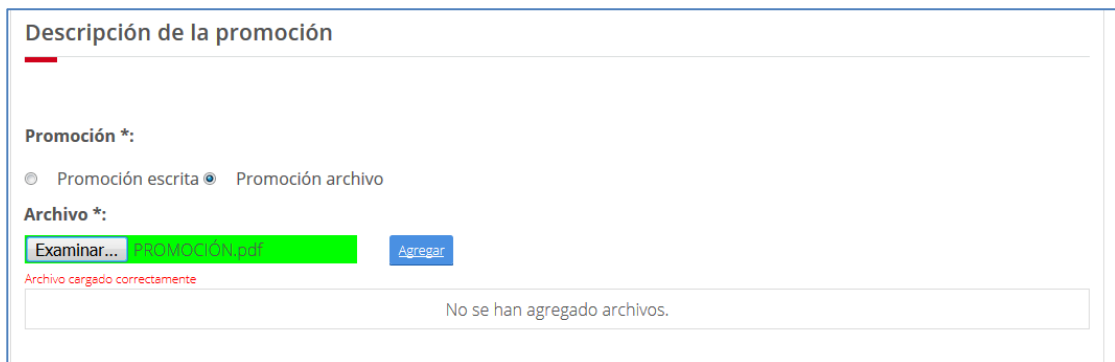 Descripción de la promoción
Promoción *:
Promoción escrita Promoción archivo
Archivo *:
Examinar... PROMOCIÓN.pdf Agregar
Archivo cargado correctamente
No se han agregado archivos.